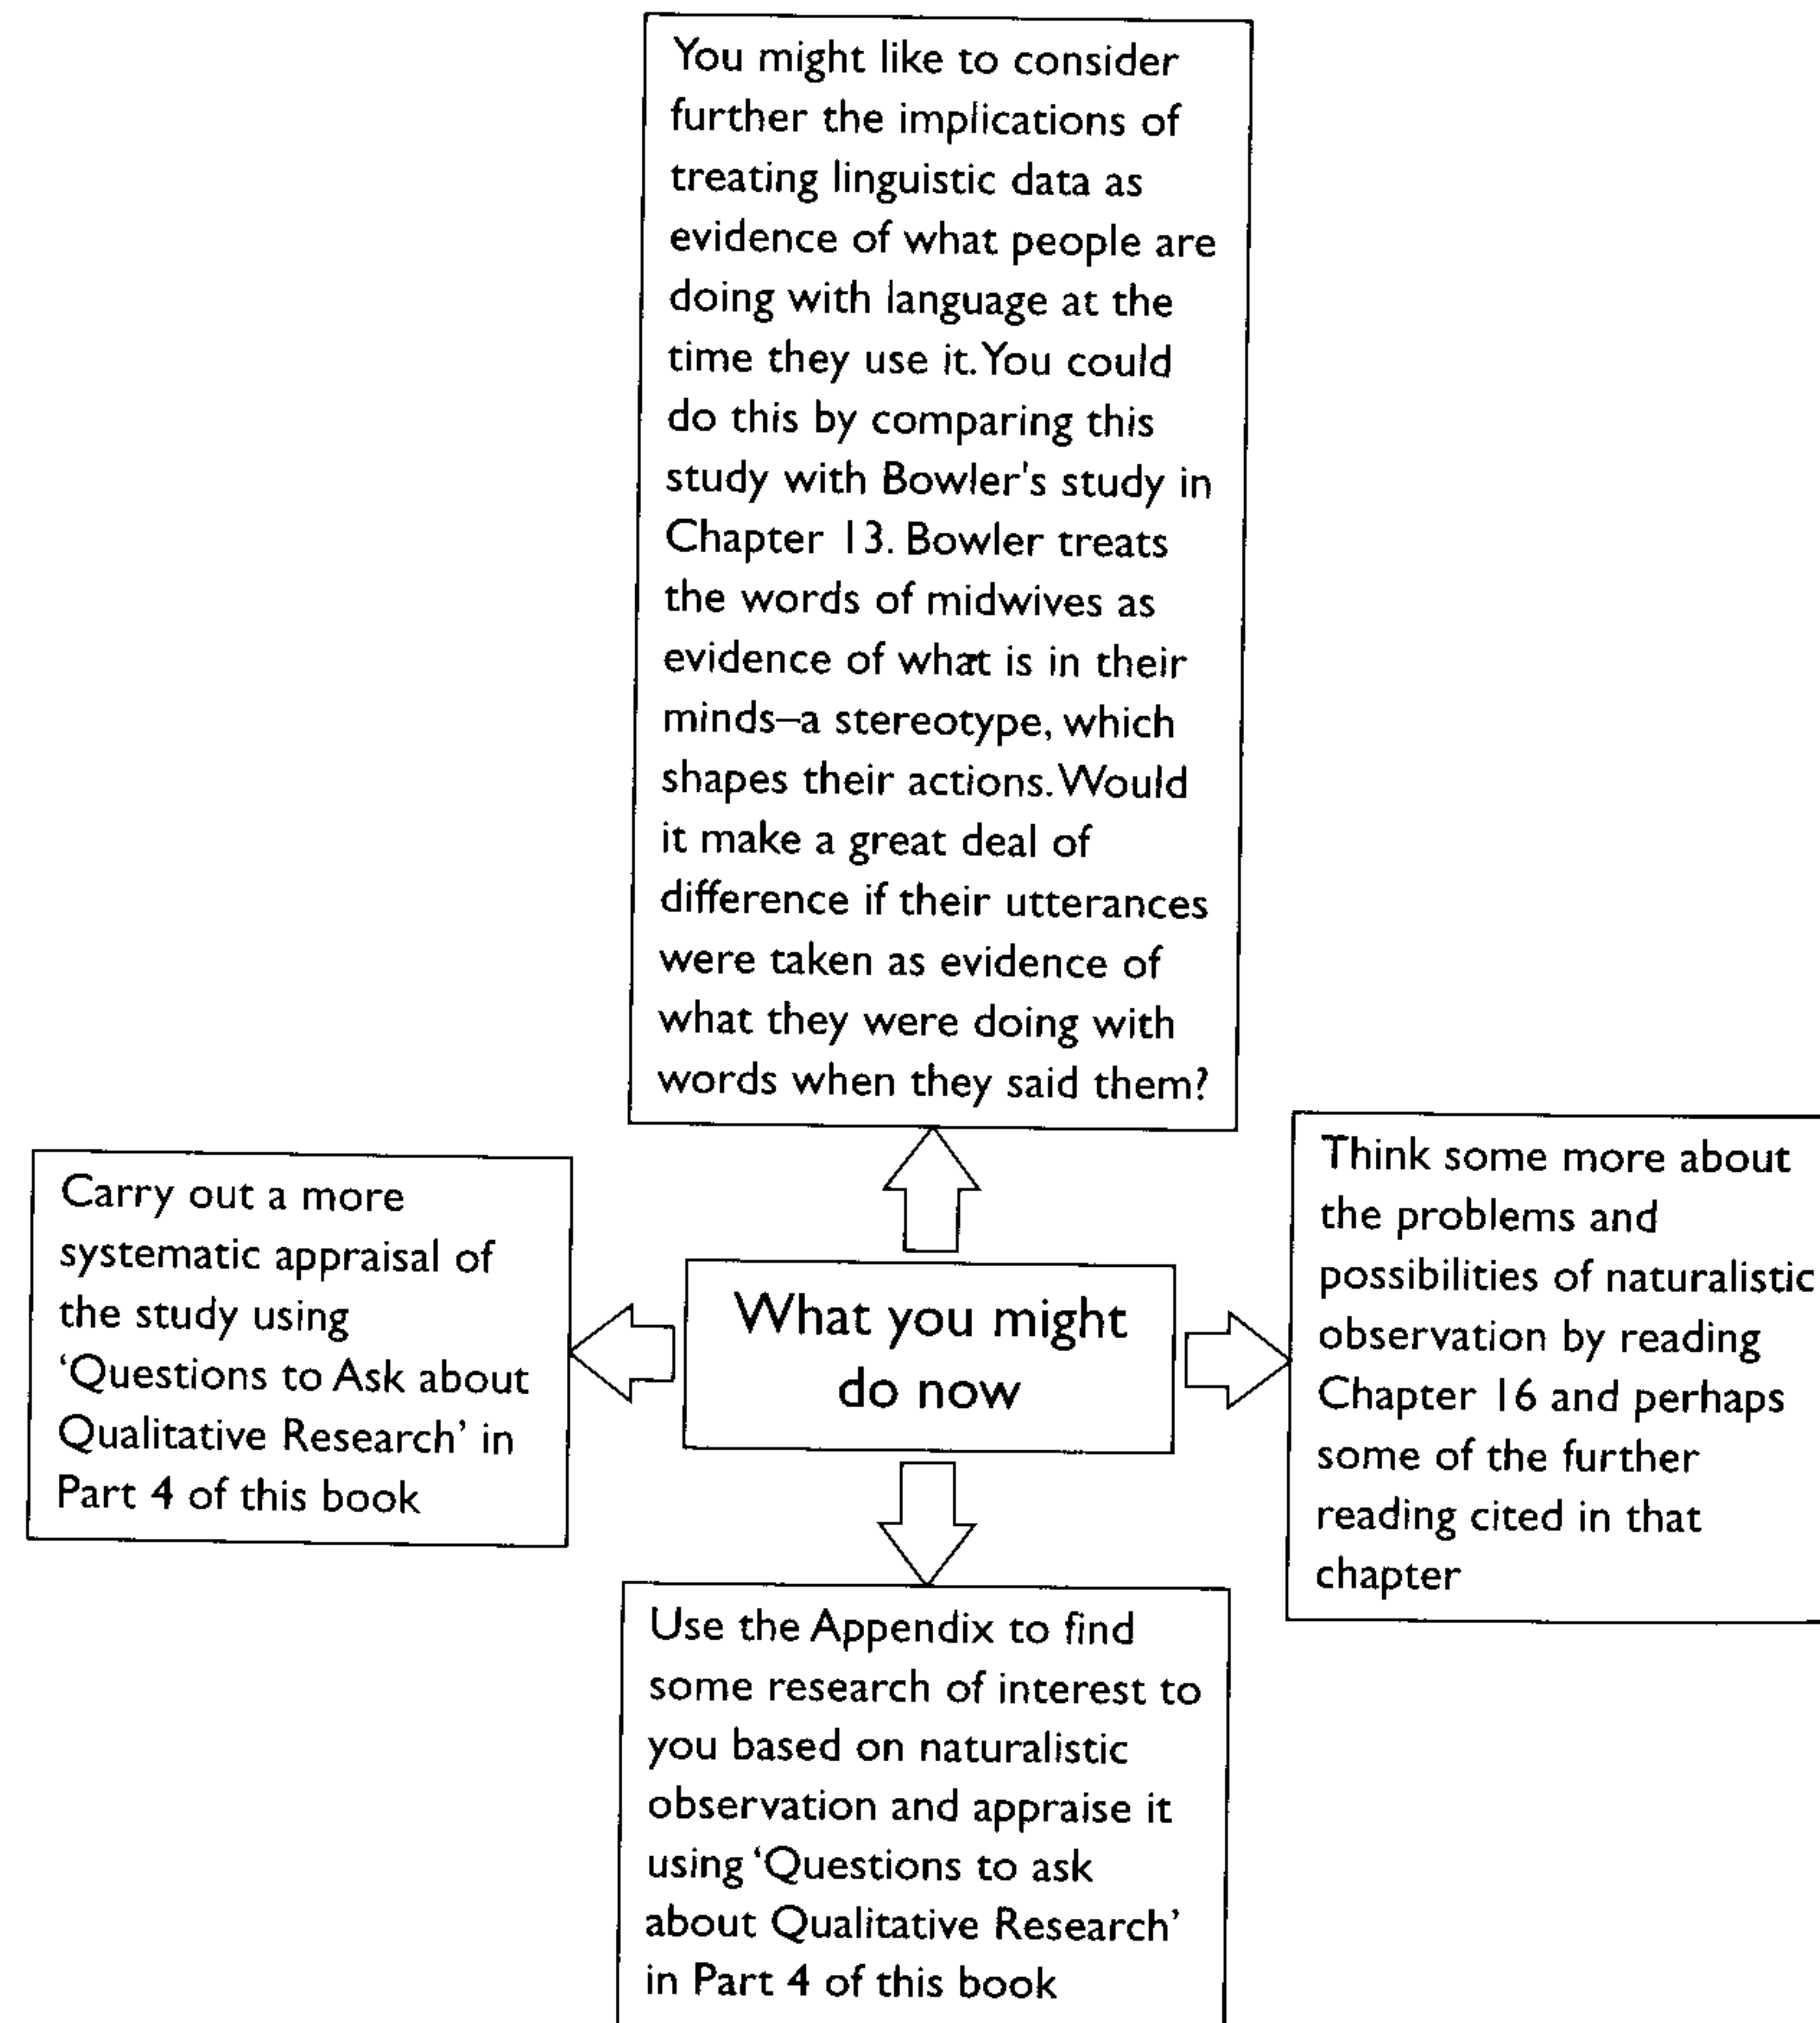 You might like to consider
further the implications of
treating linguistic data as
evidence of what people are
doing with language at the
time they use it. You could
do this by comparing this
study with Bowler's study in
Chapter 13. Bowler treats
the words of midwives as
evidence of what is in their
minds–a stereotype, which
shapes their actions. Would
it make a great deal of
difference if their utterances
were taken as evidence of
what they were doing with
words when they said them?
Carry out a more
systematic appraisal of
the study using
‘Questions to Ask about
Qualitative Research’ in
Part 4 of this book
What you might
do now
Think some more about
the problems and
possibilities of naturalistic
observation by reading
Chapter 16 and perhaps
some of the further
reading cited in that
chapter
Use the Appendix to find
some research of interest to
you based on naturalistic
observation and appraise it
using ‘Questions to ask
about Qualitative Research’
in Part 4 of this book